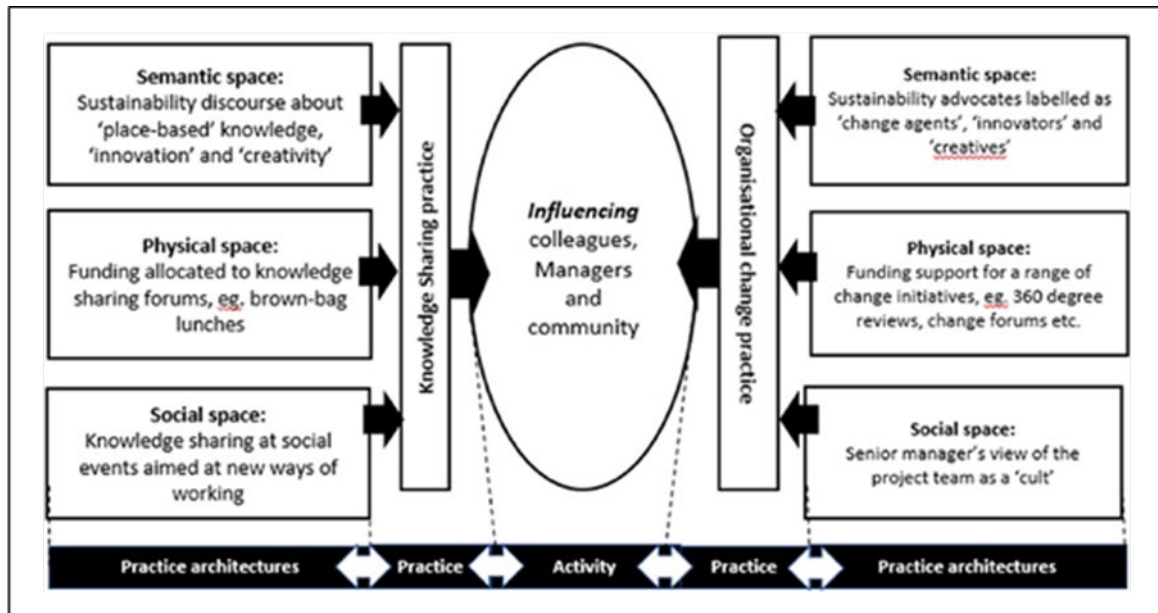 Semantic space:
Sustainability discourse about
‘place-based’ knowledge,
‘innovation’ and ‘creativity’
Physical space:
Funding allocated to knowledge
sharing forums, eg. brown-bag
lunches
Social space:
Knowledge sharing at social
events aimed at new ways of
working
Knowledge Sharing practice
Influencing
colleagues,
Managers
and
community
Organisational change practice
Semantic space:
Sustainability advocates labelled as
‘change agents’, ‘innovators’ and
‘creatives’
Physical space:
Funding support for a range of
change initiatives, eg. 360 degree
reviews, change forums etc.
Social space:
Senior manager’s view of the
project team as a ‘cult’
Practice architectures
Practice
Activity
Practice
Practice architectures